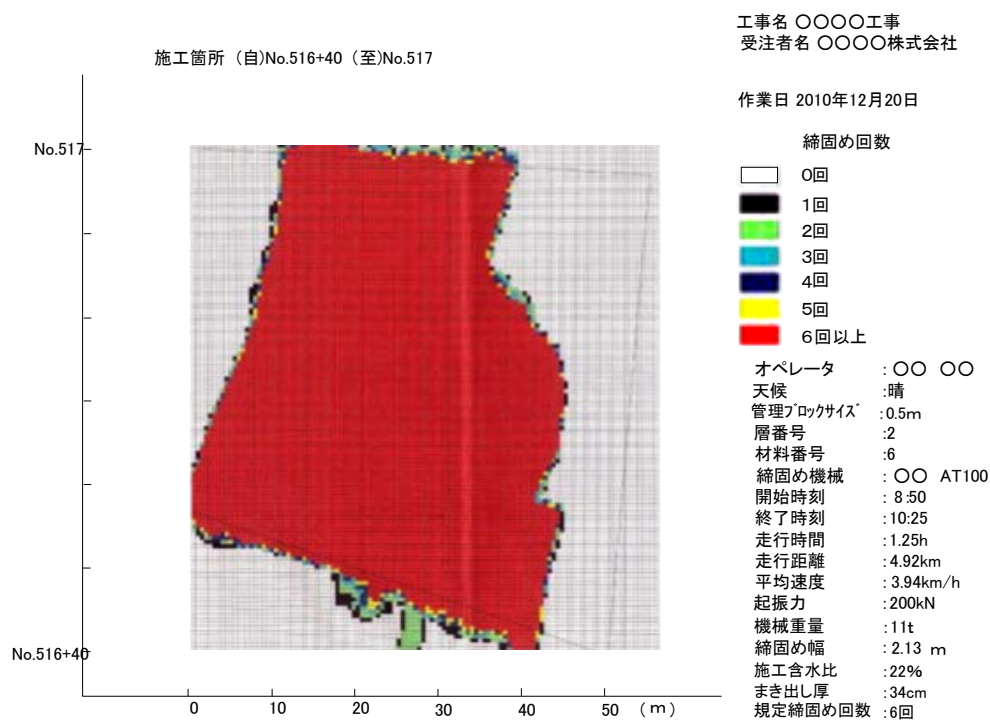 工事名 〇〇〇〇工事
受注者名 〇〇〇〇株式会社
施工箇所 (自)No.516+40 (至)No.517
作業日 2010年12月20日
締固め回数
0回
1回
2回
3回
4回
5回
6回以上
No.517
No.516+40
0 10 20 30 40 50 (m)
オペレータ :〇〇 〇〇
天候 :晴
管理ブロックサイズ :0.5m
層番号 :2
材料番号 :6
締固め機械 :〇〇 AT100
開始時刻 :8:50
終了時刻 :10:25
走行時間 :1.25h
走行距離 :4.92km
平均速度 :3.94km/h
起振力 :200kN
機械重量 :11t
締固め幅 :2.13 m
施工含水比 :22%
まき出し厚 :34cm
規定締固め回数 :6回